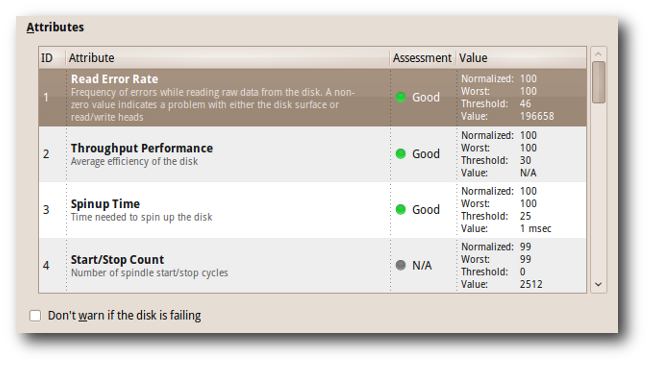 Attributes
ID Attribute Assessment Value
1 Read Error Rate
Frequency of errors while reading raw data from the disk. A non-
zero value indicates a problem with either the disk surface or
read/write heads
Good
Normalized: 100
Worst: 100
Threshold: 46
Value: 196658
2 Throughput Performance
Average efficiency of the disk
Good
Normalized: 100
Worst: 100
Threshold: 30
Value: N/A
3 Spinup Time
Time needed to spin up the disk
Good
Normalized: 100
Worst: 100
Threshold: 25
Value: 1 msec
4 Start/Stop Count
Number of spindle start/stop cycles
N/A
Normalized: 99
Worst: 99
Threshold: 0
Value: 2512
Don't warn if the disk is failing